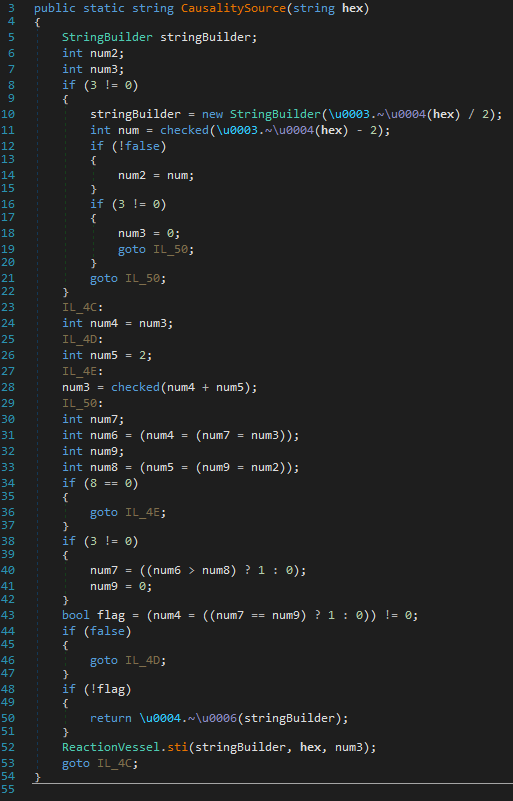 3 public static string CausalitySource(string hex)
4 {
5 StringBuilder stringBuilder;
6 int num2;
7 int num3;
8 if (3 != 0)
9 {
10 stringBuilder = new StringBuilder(\u0003.~\u0004(hex) / 2);
11 int num = checked(\u0003.~\u0004(hex) - 2);
12 if (!false)
13 {
14 num2 = num;
15 }
16 if (3 != 0)
17 {
18 num3 = 0;
19 goto IL_50;
20 }
21 goto IL_50;
22 }
23 IL_4C:
24 int num4 = num3;
25 IL_4D:
26 int num5 = 2;
27 IL_4E:
28 num3 = checked(num4 + num5);
29 IL_50:
30 int num7;
31 int num6 = (num4 = (num7 = num3));
32 int num9;
33 int num8 = (num5 = (num9 = num2));
34 if (8 == 0)
35 {
36 goto IL_4E;
37 }
38 if (3 != 0)
39 {
40 num7 = ((num6 > num8) ? 1 : 0);
41 num9 = 0;
42 }
43 bool flag = (num4 = ((num7 == num9) ? 1 : 0)) != 0;
44 if (false)
45 {
46 goto IL_4D;
47 }
48 if (!flag)
49 {
50 return \u0004.~\u0006(stringBuilder);
51 }
52 ReactionVessel.sti(stringBuilder, hex, num3);
53 goto IL_4C;
54 }
55